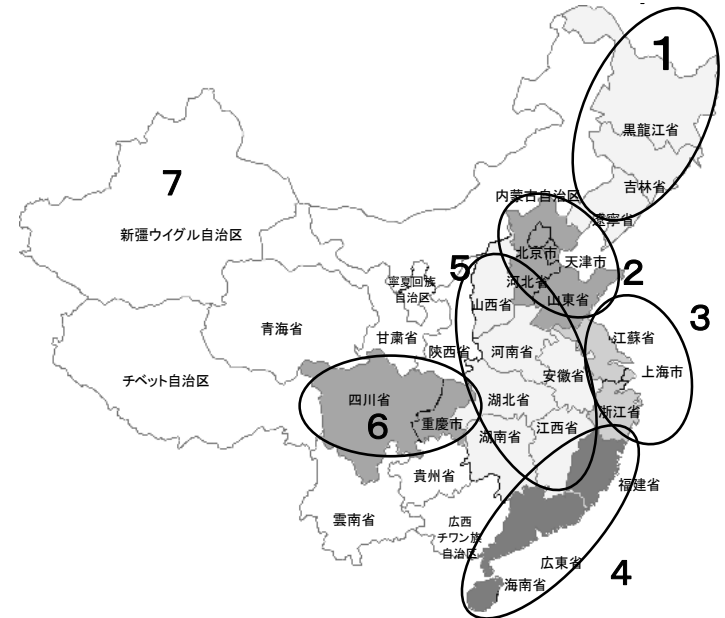 1
黒龍江省
7
吉林省
内蒙古自治区
遼寧省
新疆ウイグル自治区
北京市
天津市
5
2
寧夏回族
自治区
河北省
山東省
山西省
3
青海省
甘粛省
江蘇省
陝西省
河南省
上海市
チベット自治区
安徽省
四川省
湖北省
浙江省
6
重慶市
湖南省
江西省
貴州省
福建省
雲南省
広西
チワン族
自治区
広東省
4
海南省